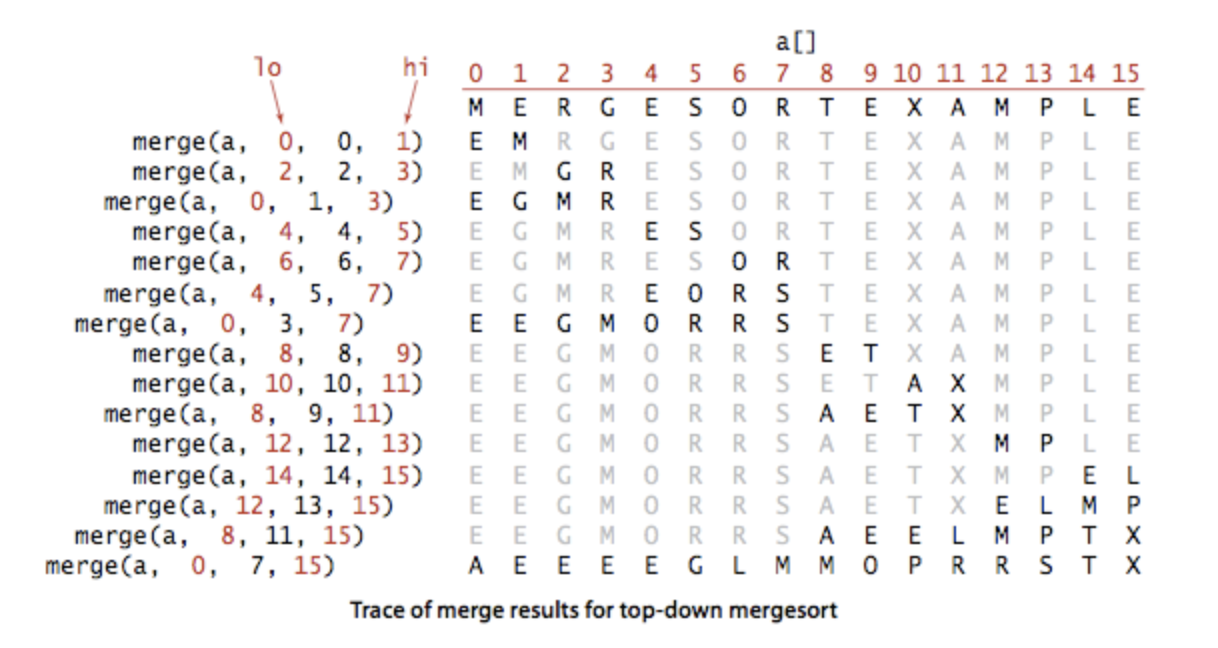 a[]
lo hi 0 1 2 3 4 5 6 7 8 9 10 11 12 13 14 15
M E R G E S O R T E X A M P L E
merge(a, 0, 0, 1) E M R G E S O R T E X A M P L E
merge(a, 2, 2, 3) E M G R E S O R T E X A M P L E
merge(a, 0, 1, 3) E G M R E S O R T E X A M P L E
merge(a, 4, 4, 5) E G M R E S O R T E X A M P L E
merge(a, 6, 6, 7) E G M R E S O R T E X A M P L E
merge(a, 4, 5, 7) E G M R E O R S T E X A M P L E
merge(a, 0, 3, 7) E E G M O R R S T E X A M P L E
merge(a, 8, 8, 9) E E G M O R R S E T X A M P L E
merge(a, 10, 10, 11) E E G M O R R S E T A X M P L E
merge(a, 8, 9, 11) E E G M O R R S A E T X M P L E
merge(a, 12, 12, 13) E E G M O R R S A E T X M P L E
merge(a, 14, 14, 15) E E G M O R R S A E T X M P E L
merge(a, 12, 13, 15) E E G M O R R S A E T X E L M P
merge(a, 8, 11, 15) E E G M O R R S A E E L M P T X
merge(a, 0, 7, 15) A E E E E G L M M O P R R S T X
Trace of merge results for top-down mergesort